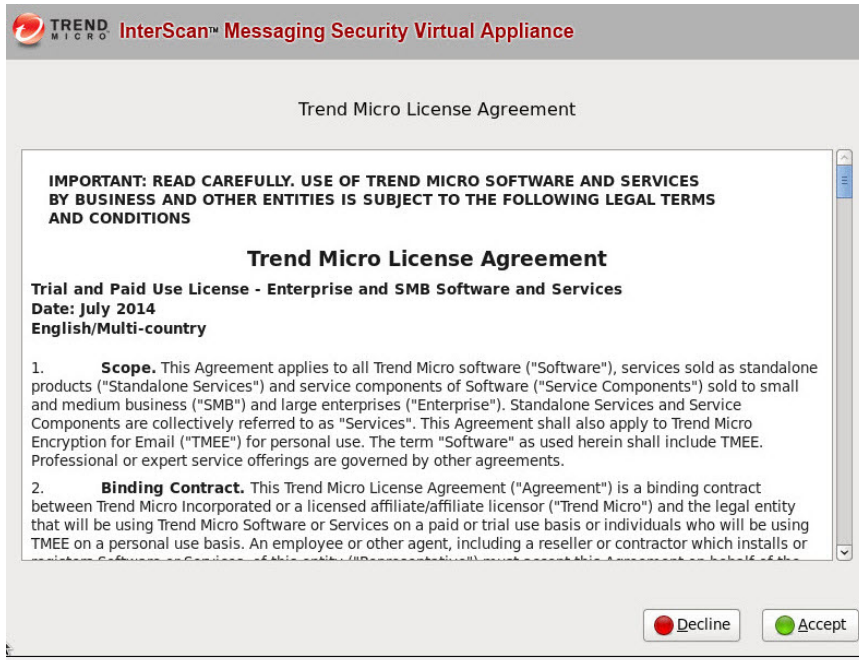 TREND MICRO InterScan™ Messaging Security Virtual Appliance
Trend Micro License Agreement
IMPORTANT: READ CAREFULLY. USE OF TREND MICRO SOFTWARE AND SERVICES
BY BUSINESS AND OTHER ENTITIES IS SUBJECT TO THE FOLLOWING LEGAL TERMS
AND CONDITIONS
Trend Micro License Agreement
Trial and Paid Use License - Enterprise and SMB Software and Services
Date: July 2014
English/Multi-country
1. Scope. This Agreement applies to all Trend Micro software ("Software"), services sold as standalone
products ("Standalone Services") and service components of Software ("Service Components") sold to small
and medium business ("SMB") and large enterprises ("Enterprise"). Standalone Services and Service
Components are collectively referred to as "Services". This Agreement shall also apply to Trend Micro
Encryption for Email ("TMEE") for personal use. The term "Software" as used herein shall include TMEE.
Professional or expert service offerings are governed by other agreements.
2. Binding Contract. This Trend Micro License Agreement ("Agreement") is a binding contract
between Trend Micro Incorporated or a licensed affiliate/affiliate licensor ("Trend Micro") and the legal entity
that will be using Trend Micro Software or Services on a paid or trial use basis or individuals who will be using
TMEE on a personal use basis. An employee or other agent, including a reseller or contractor which installs or
Decline
Accept